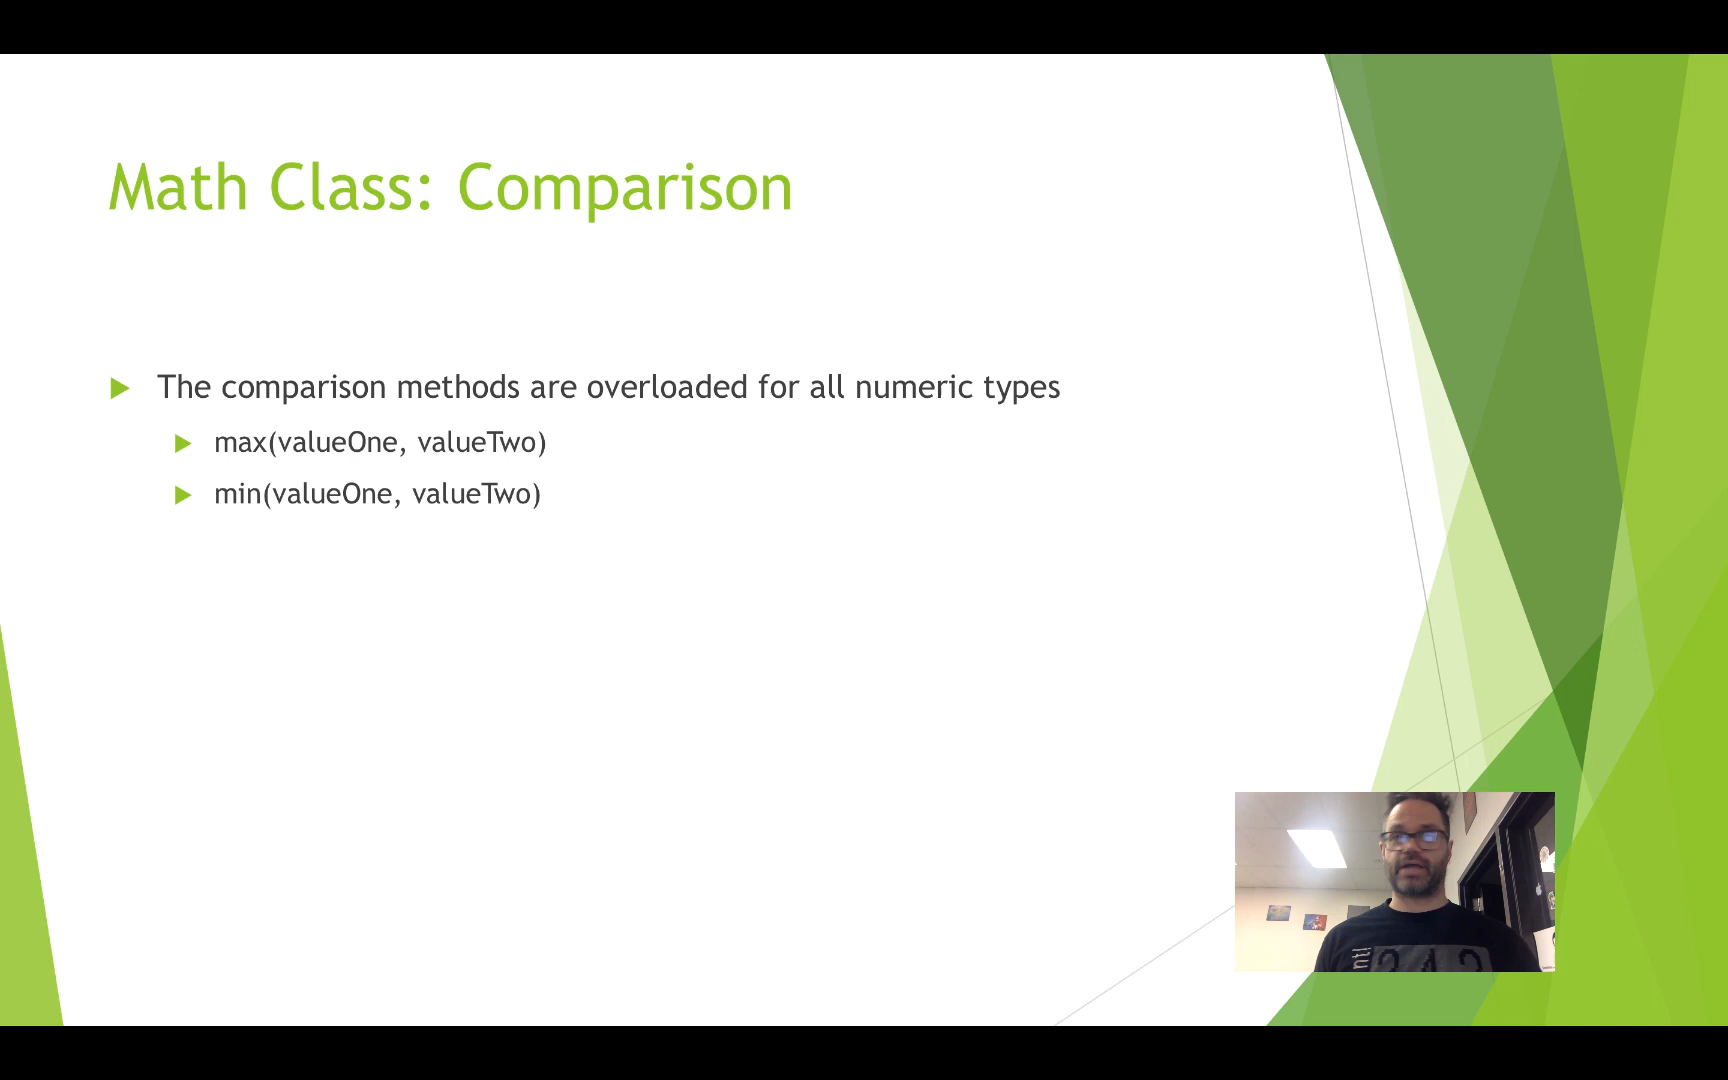 Math Class: Comparison
The comparison methods are overloaded for all numeric types
max(valueOne, valueTwo)
min(valueOne, valueTwo)